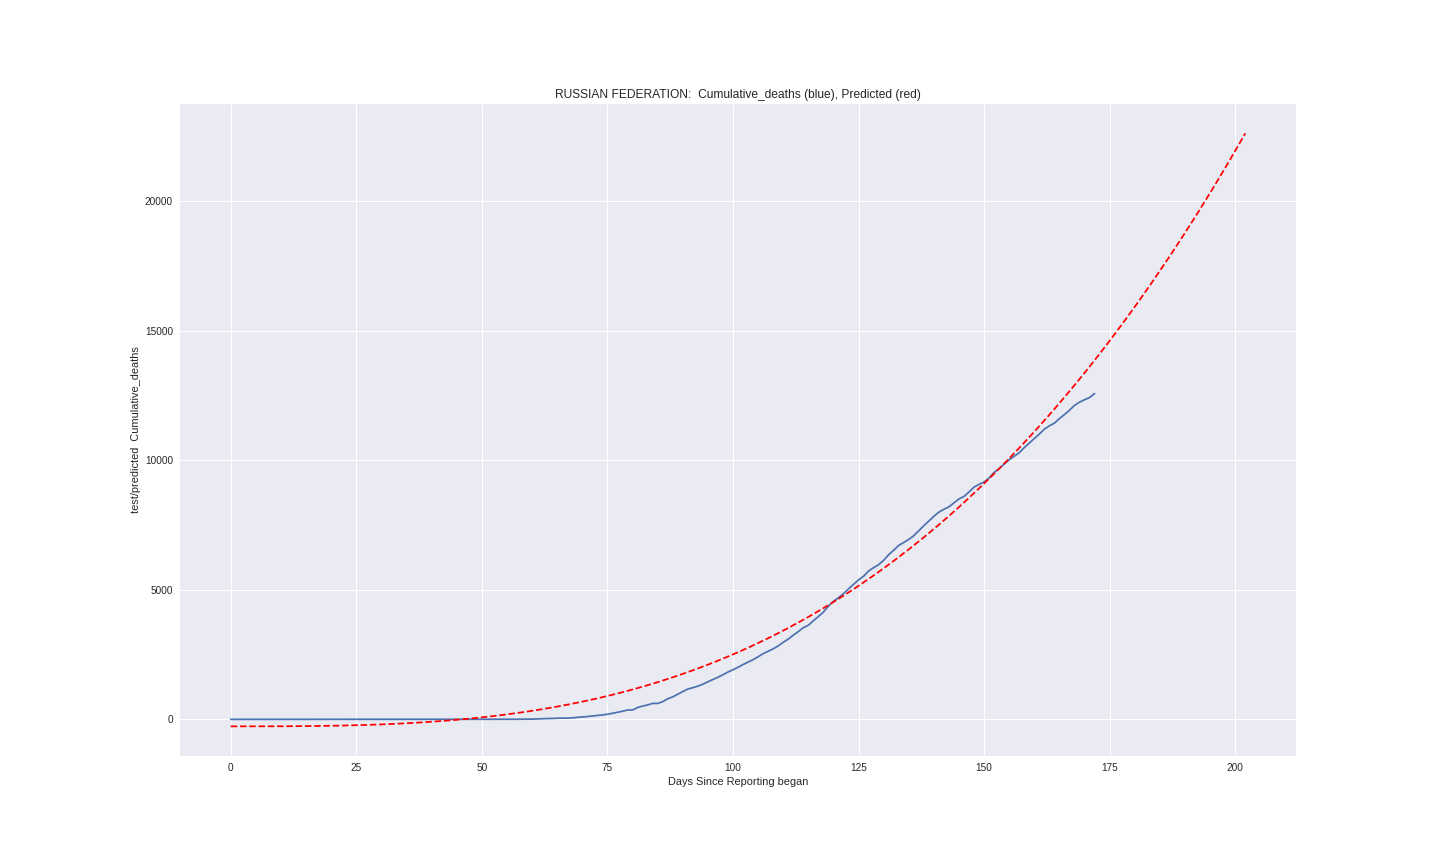 RUSSIAN FEDERATION:  Cumulative_deaths (blue), Predicted (red)
test/predicted  Cumulative_deaths
20000
15000
10000
5000
0
0 25 50 75 100 125 150 175 200
Days Since Reporting began